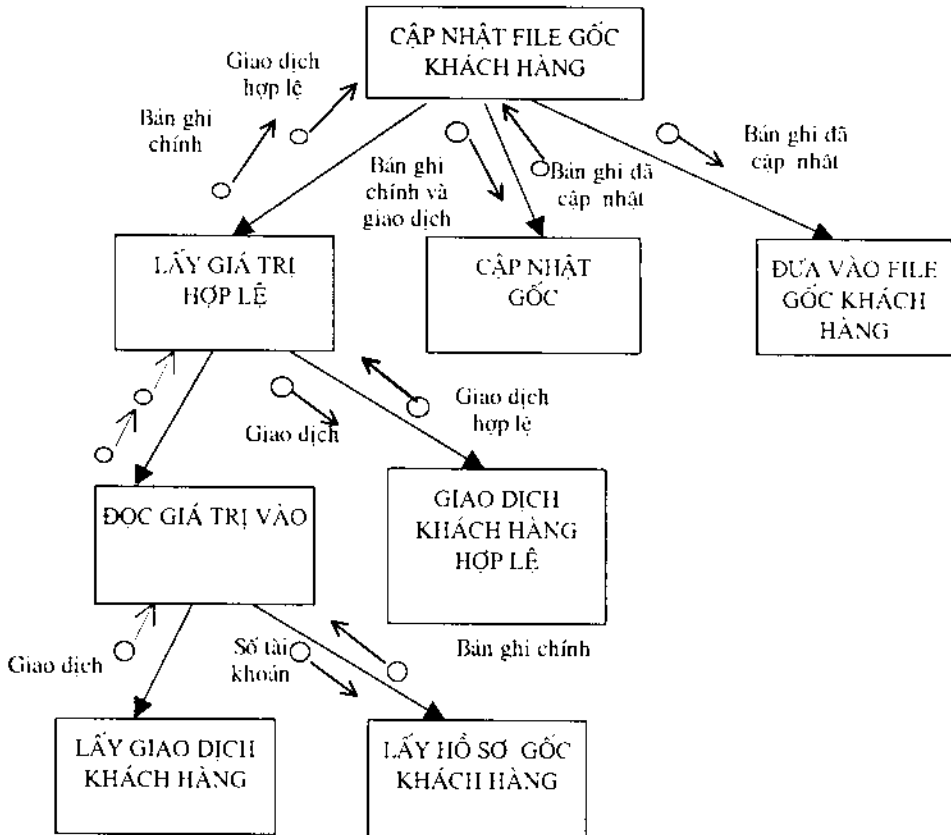 CẬP NHẬT FILE GỐC
KHÁCH HÀNG
Giao dịch
hợp lệ
Bản ghi
chính
Bản ghi
chính và
giao dịch
Bản ghi đã
cập nhật
Bản ghi đã
cập nhật
LẤY GIÁ TRỊ
HỢP LỆ
CẬP NHẬT
GỐC
ĐƯA VÀO FILE
GỐC KHÁCH
HÀNG
Giao dịch
Giao dịch
hợp lệ
ĐỌC GIÁ TRỊ VÀO
GIAO DỊCH
KHÁCH HÀNG
HỢP LỆ
Giao dịch
Số tài
khoản
Bản ghi chính
LẤY GIAO DỊCH
KHÁCH HÀNG
LẤY HỒ SƠ GỐC
KHÁCH HÀNG